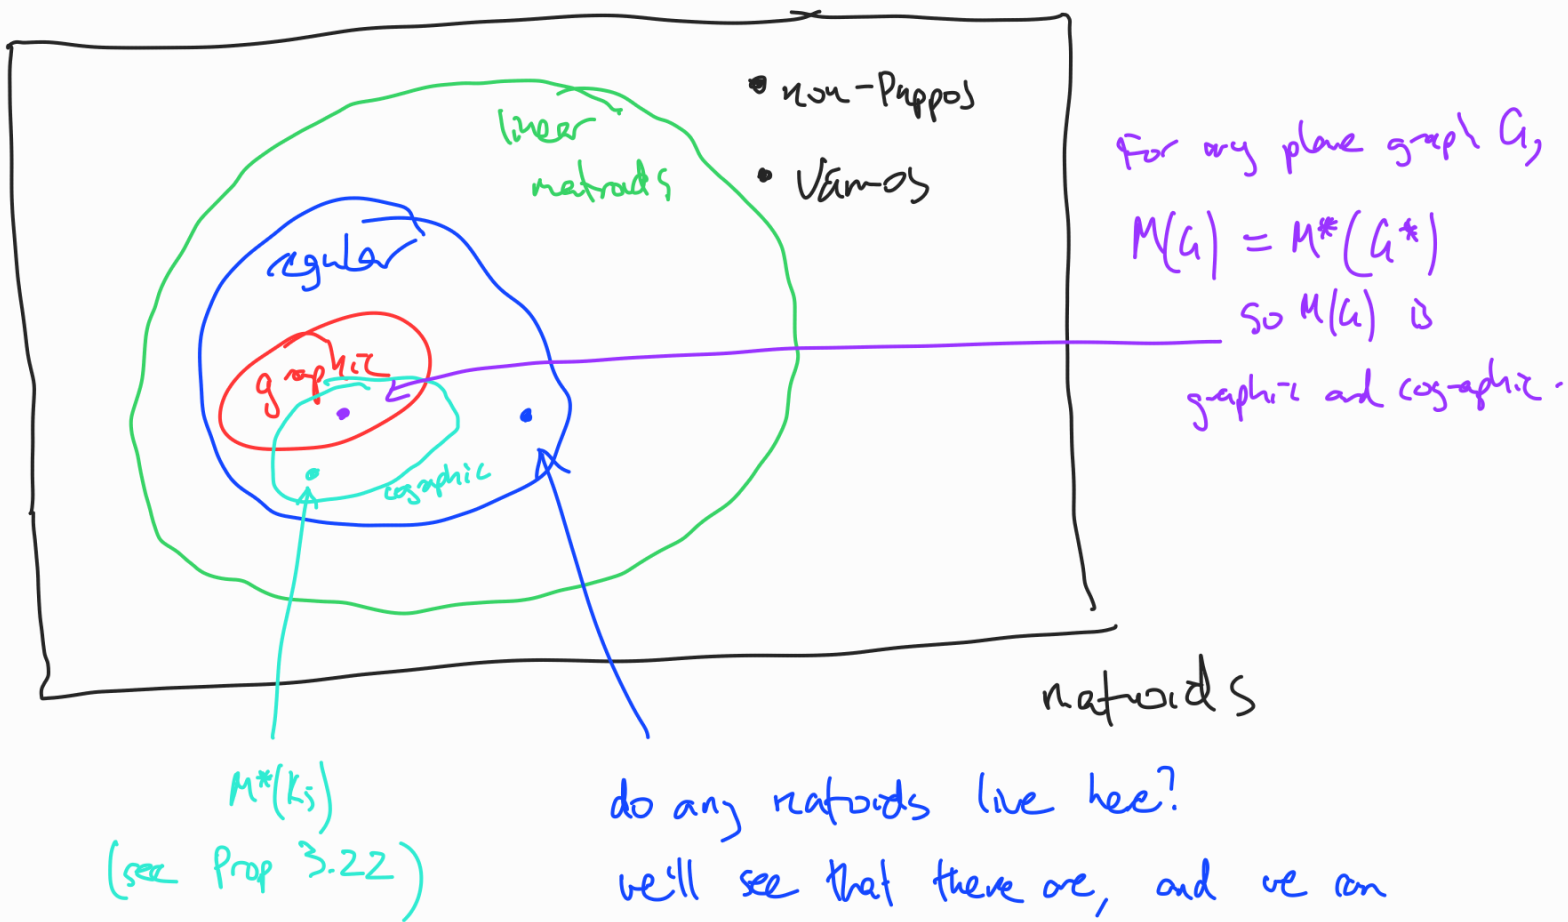 • non-Pappos
• Vámos
linear
matroids
regular
graphic
cographic
For any plane graph G,
M(G) = M*(G*)
so M(G) is
graphic and cographic.
matroids
M*(K₅)
(see Prop 3.22)
do any matroids live here?
we'll see that there are, and we can